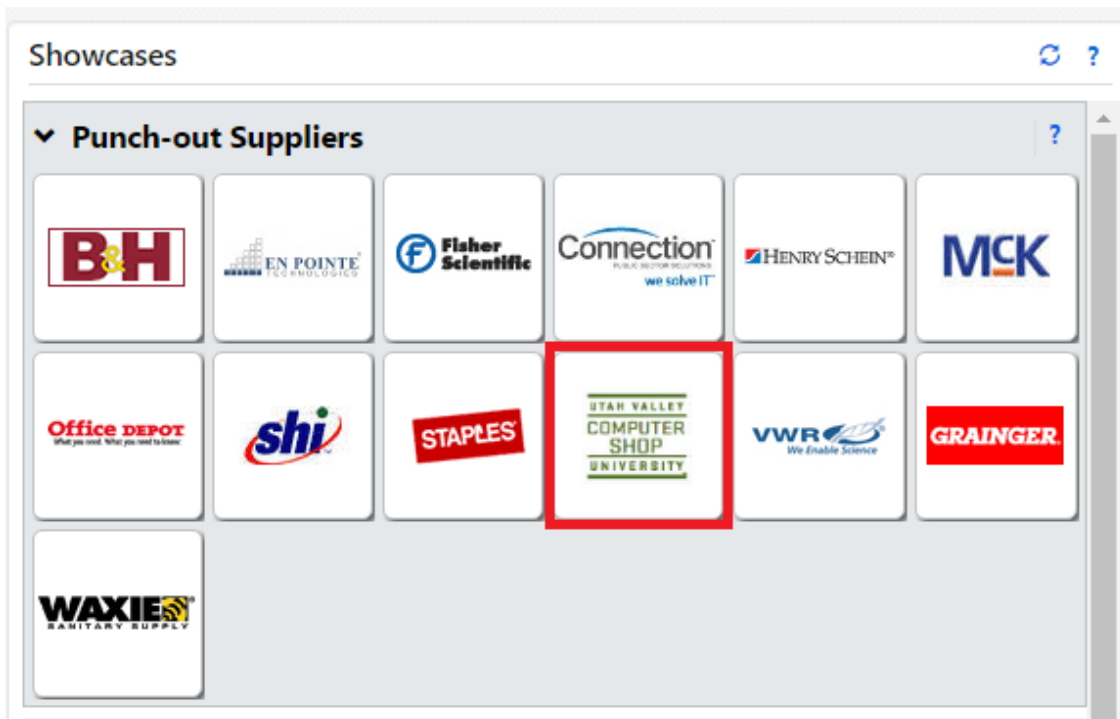 Showcases ?
Punch-out Suppliers ?
B&H
EN POINTE
TECHNOLOGIES
Fisher
Scientific
Connection
PUBLIC SECTOR SOLUTIONS
we solve IT
HENRY SCHEIN®
McK
Office DEPOT
What you need. What you need to know.
shi
STAPLES
UTAH VALLEY
COMPUTER
SHOP
UNIVERSITY
VWR
We Enable Science
GRAINGER
WAXIE
SANITARY SUPPLY